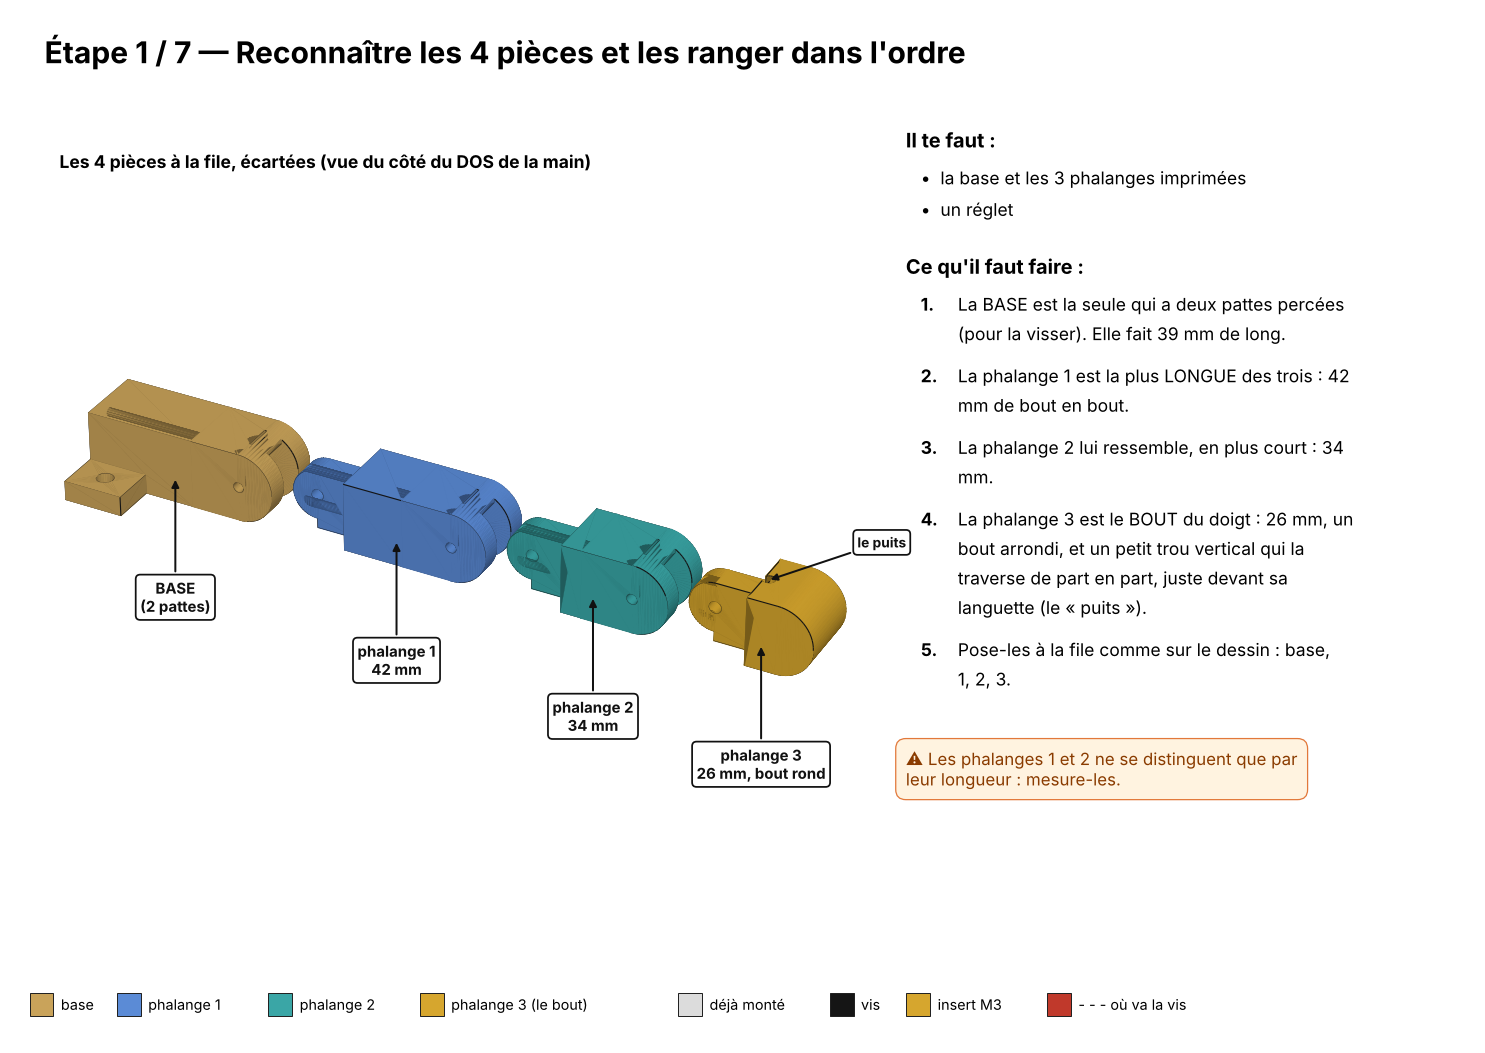 Étape 1 / 7 — Reconnaître les 4 pièces et les ranger dans l'ordre
Les 4 pièces à la file, écartées (vue du côté du DOS de la main)
BASE
(2 pattes)
phalange 1
42 mm
phalange 2
34 mm
phalange 3
26 mm, bout rond
le puits
Il te faut :
• la base et les 3 phalanges imprimées
• un réglet
Ce qu'il faut faire :
1. La BASE est la seule qui a deux pattes percées
(pour la visser). Elle fait 39 mm de long.
2. La phalange 1 est la plus LONGUE des trois : 42
mm de bout en bout.
3. La phalange 2 lui ressemble, en plus court : 34
mm.
4. La phalange 3 est le BOUT du doigt : 26 mm, un
bout arrondi, et un petit trou vertical qui la
traverse de part en part, juste devant sa
languette (le « puits »).
5. Pose-les à la file comme sur le dessin : base,
1, 2, 3.
⚠ Les phalanges 1 et 2 ne se distinguent que par
leur longueur : mesure-les.
base
phalange 1
phalange 2
phalange 3 (le bout)
déjà monté
vis
insert M3
- - - où va la vis